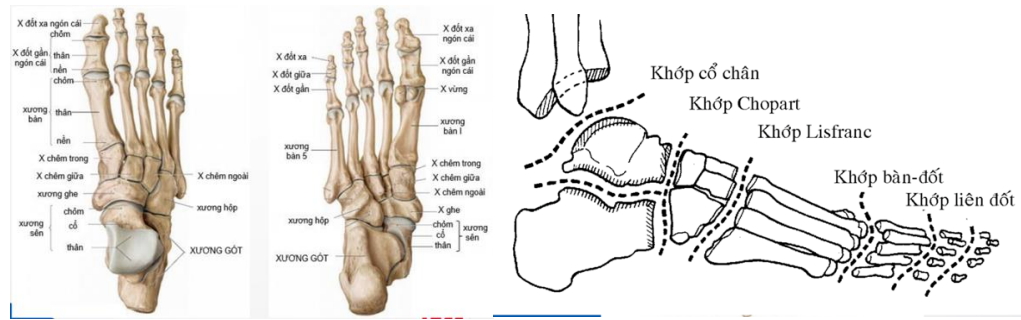 X đốt xa ngón cái
chỏm
X đốt gần
ngón cái
thân
nền
chỏm
xương
bàn
thân
nền
X chêm trong
X chêm giữa
X chêm ngoài
xương ghe
xương hộp
chỏm
xương
sên
cổ
thân
XƯƠNG GÓT
X đốt xa
ngón cái
X đốt xa
X đốt gần
ngón cái
X đốt giữa
X đốt gần
X vừng
xương
bàn I
xương
bàn 5
X chêm trong
X chêm giữa
X chêm ngoài
X ghe
xương hộp
chỏm
cổ
thân
xương
sên
XƯƠNG GÓT
Khớp cổ chân
Khớp Chopart
Khớp Lisfranc
Khớp bàn-đốt
Khớp liên đốt